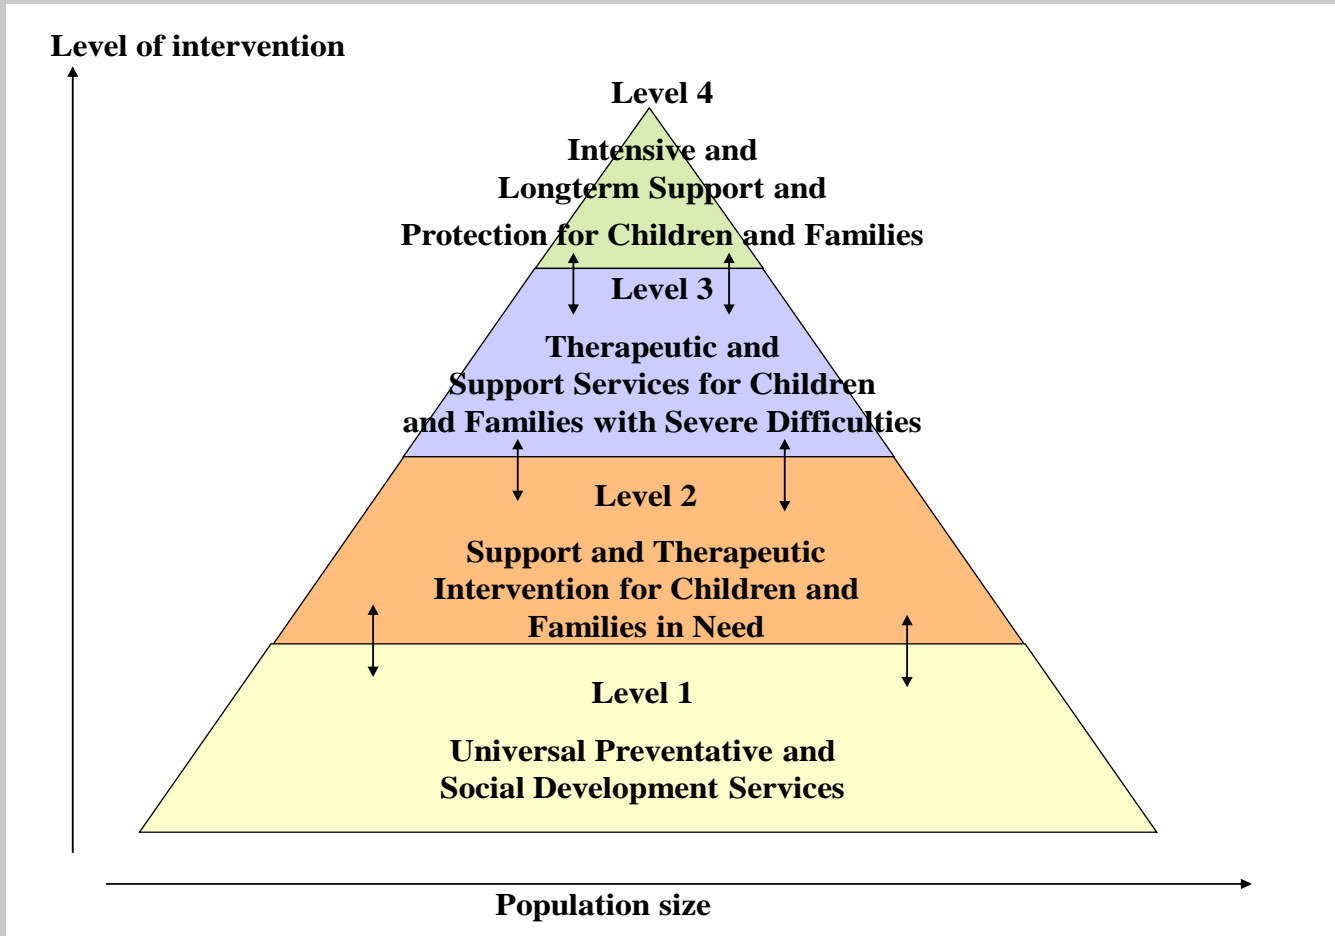 Level of intervention
Level 4
Intensive and
Longterm Support and
Protection for Children and Families
Level 3
Therapeutic and
Support Services for Children
and Families with Severe Difficulties
Level 2
Support and Therapeutic
Intervention for Children and
Families in Need
Level 1
Universal Preventative and
Social Development Services
Population size